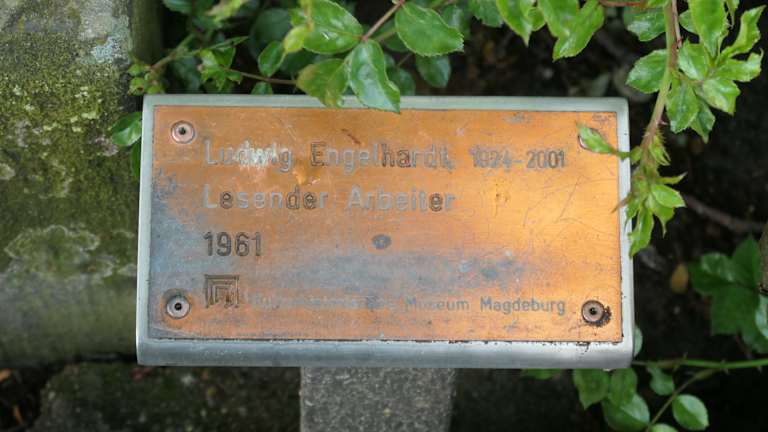 Ludwig Engelhardt, 1924-2001
Lesender Arbeiter
1961
Museum Magdeburg